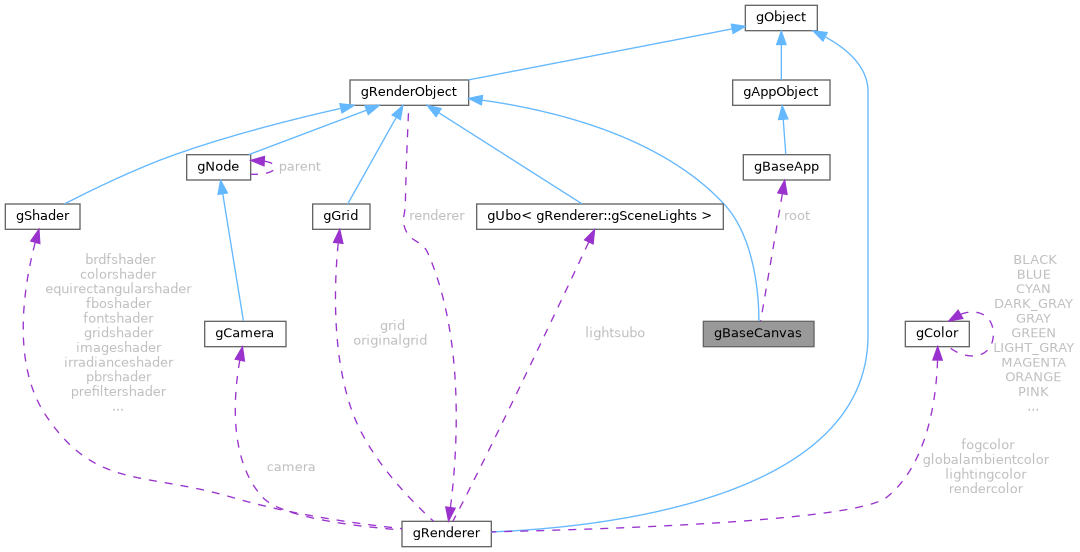 gObject
gRenderObject
gAppObject
gNode
parent
gBaseApp
gShader
gGrid
renderer
gUbo< gRenderer::gSceneLights >
root
brdfshader
colorshader
equirectangularshader
fboshader
fontshader
gridshader
imageshader
irradianceshader
pbrshader
prefiltershader
...
BLACK
BLUE
CYAN
DARK_GRAY
GRAY
GREEN
LIGHT_GRAY
MAGENTA
ORANGE
PINK
...
gCamera
grid
originalgrid
lightsubo
gBaseCanvas
gColor
camera
fogcolor
globalambientcolor
lightingcolor
rendercolor
gRenderer